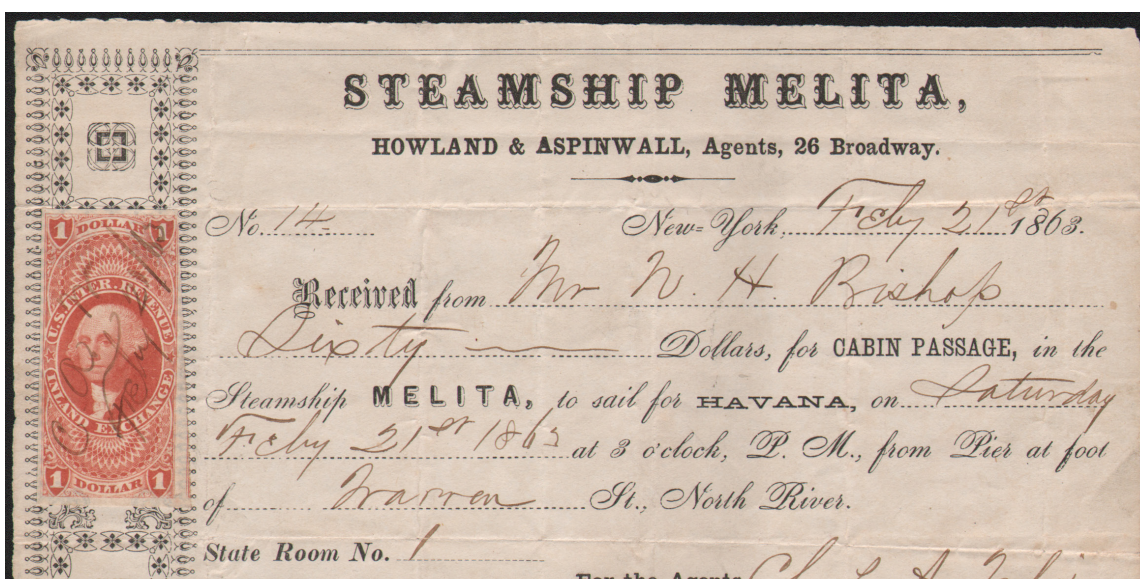 STEAMSHIP MELITA,
HOWLAND & ASPINWALL, Agents, 26 Broadway.
No. 14. New=York, Feby 21st 1863.
Received from Mr N. H. Bishop
Sixty Dollars, for CABIN PASSAGE, in the
Steamship MELITA, to sail for HAVANA, on Saturday
Feby 21st 1863 at 3 o'clock, P. M., from Pier at foot
of Warren St., North River.
State Room No. 1
For the Agents
1 DOLLAR 1
U.S. INTER. REVENUE
INLAND EXCHANGE
1 DOLLAR 1